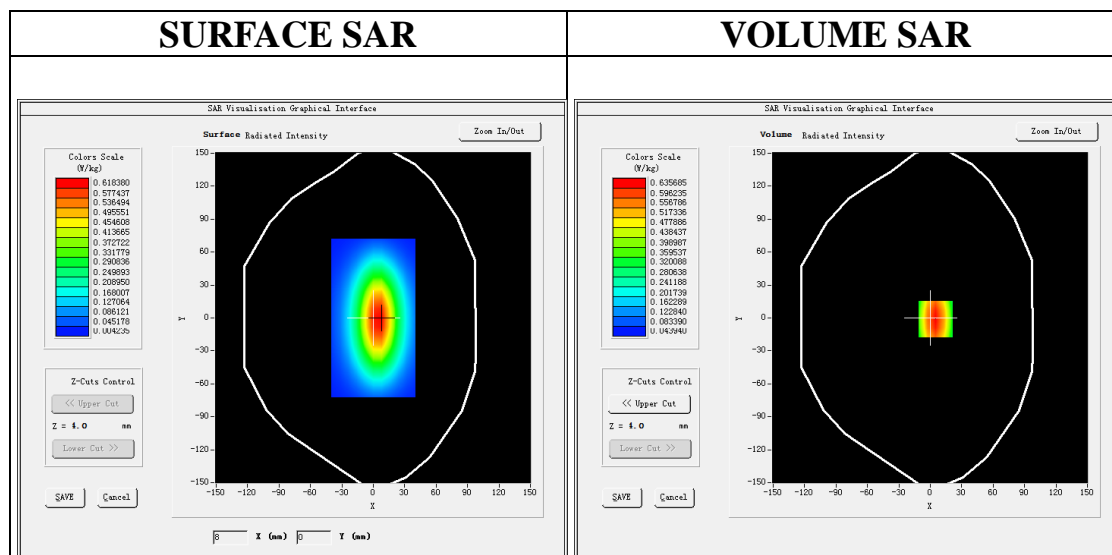 SURFACE SAR
VOLUME SAR
SAR Visualisation Graphical Interface
Surface Radiated Intensity
Zoom In/Out
Colors Scale
(W/kg)
0.618380
0.577437
0.536494
0.495551
0.454608
0.413665
0.372722
0.331779
0.290836
0.249893
0.208950
0.168007
0.127064
0.086121
0.045178
0.004235
150
120
90
60
30
0
-30
-60
-90
-120
-150
Y
-150 -120 -90 -60 -30 0 30 60 90 120 150
X
Z-Cuts Control
<< Upper Cut
Z = 4.0 mm
Lower Cut >>
SAVE Cancel
8 X (mm) 0 Y (mm)
SAR Visualisation Graphical Interface
Volume Radiated Intensity
Zoom In/Out
Colors Scale
(W/kg)
0.635685
0.596235
0.556786
0.517336
0.477886
0.438437
0.398987
0.359537
0.320088
0.280638
0.241188
0.201739
0.162289
0.122840
0.083390
0.043940
150
120
90
60
30
0
-30
-60
-90
-120
-150
Y
-150 -120 -90 -60 -30 0 30 60 90 120 150
X
Z-Cuts Control
<< Upper Cut
Z = 4.0 mm
Lower Cut >>
SAVE Cancel